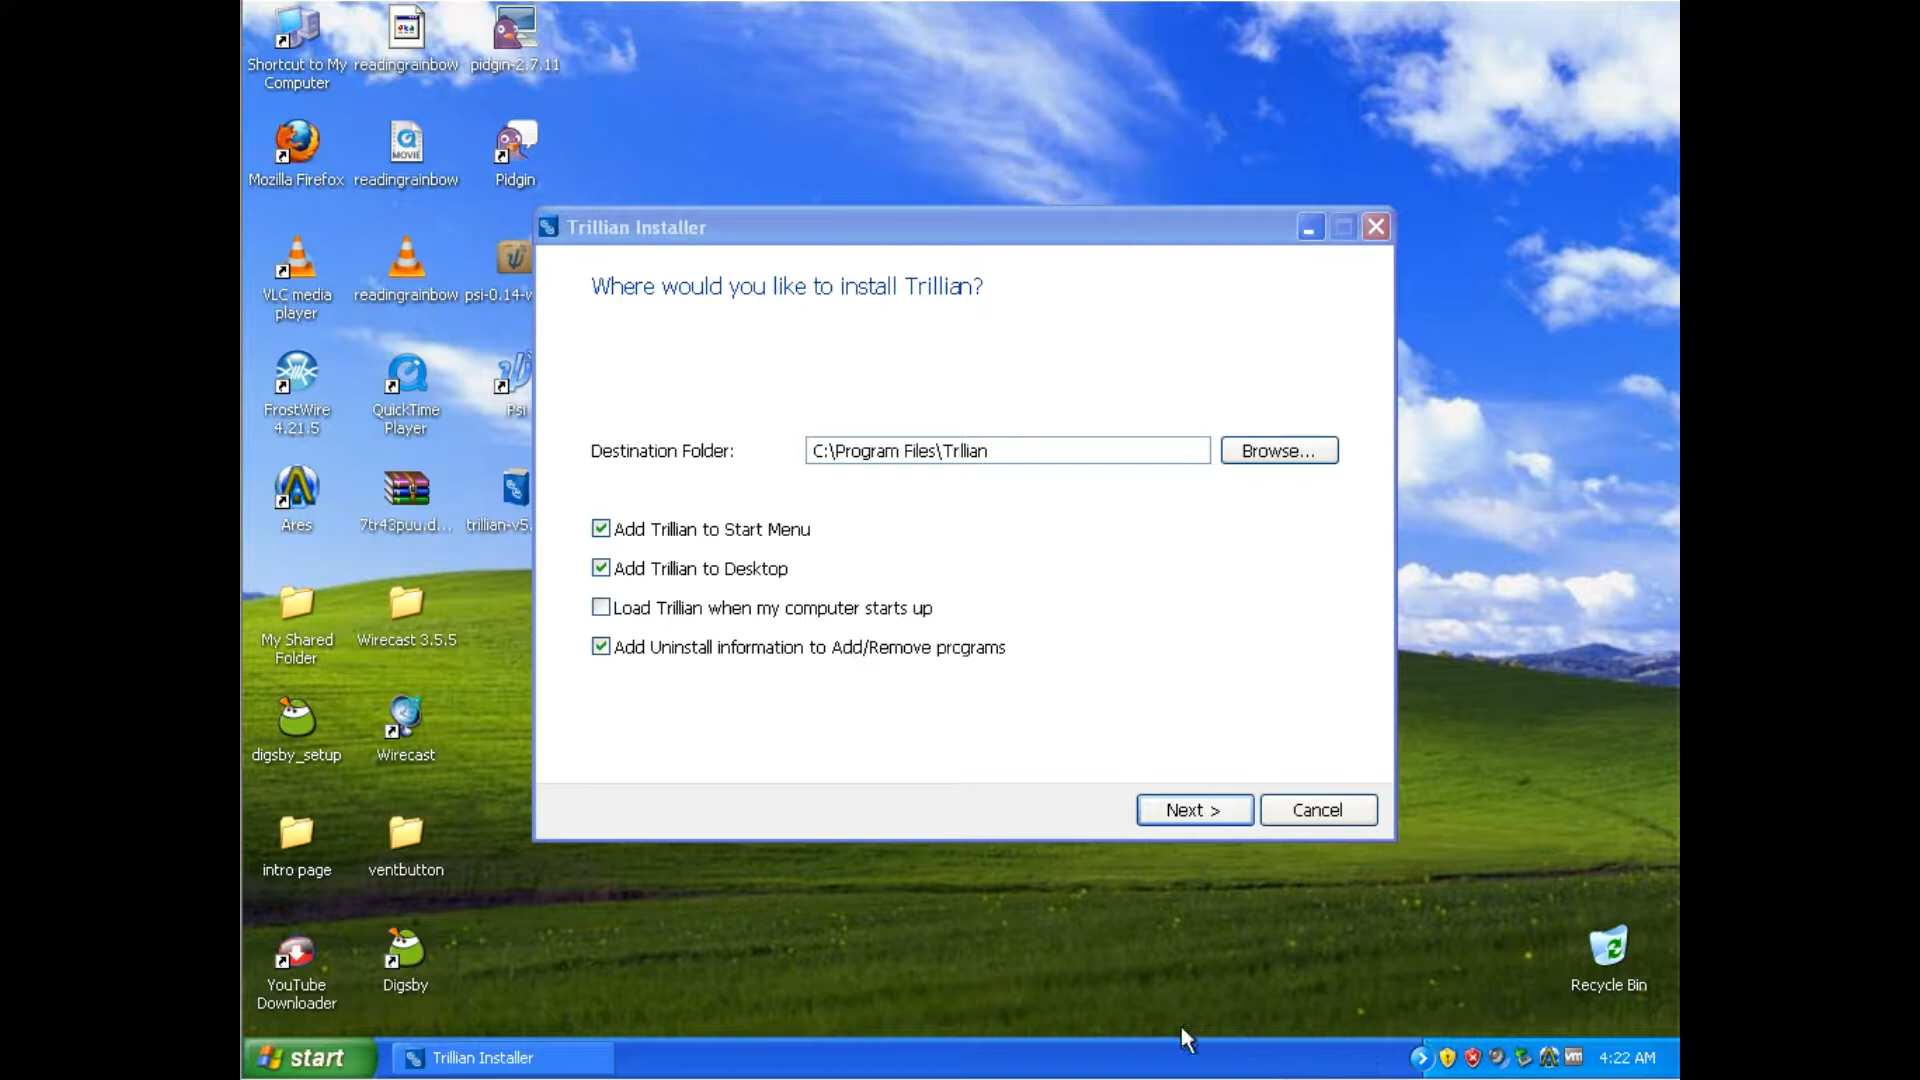 Shortcut to My Computer
readingrainbow
pidgin-2.7.11
Mozilla Firefox
readingrainbow
Pidgin
VLC media player
readingrainbow
psi-0.14-w
FrostWire 4.21.5
QuickTime Player
Psi
Ares
7tr43puu.d...
trillian-v5.
My Shared Folder
Wirecast 3.5.5
digsby_setup
Wirecast
intro page
ventbutton
YouTube Downloader
Digsby
MOVIE
Trillian Installer
Where would you like to install Trillian?
Destination Folder:
C:\Program Files\Trillian
Browse...
Add Trillian to Start Menu
Add Trillian to Desktop
Load Trillian when my computer starts up
Add Uninstall information to Add/Remove programs
Next >
Cancel
Recycle Bin
start
Trillian Installer
vm
4:22 AM